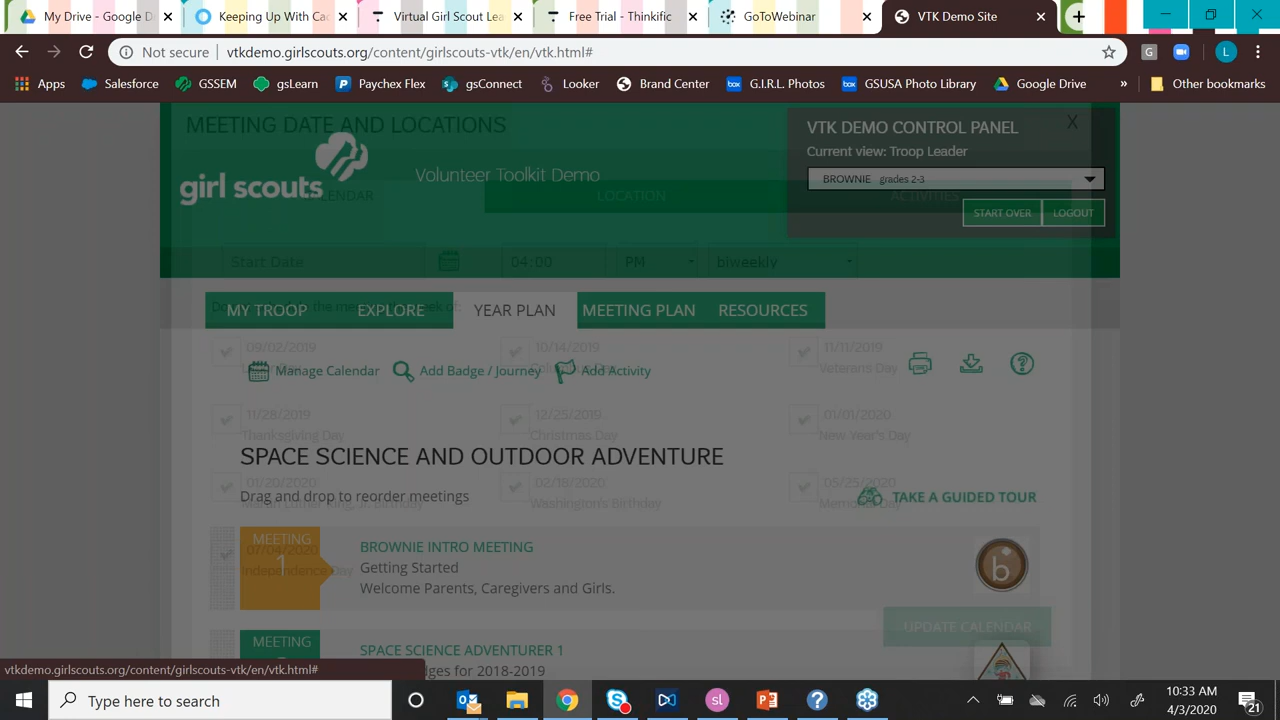 My Drive - Google D
Keeping Up With Cac
Virtual Girl Scout Lea
Free Trial - Thinkific
GoToWebinar
VTK Demo Site
Not secure
vtkdemo.girlscouts.org/content/girlscouts-vtk/en/vtk.html#
G
L
Apps
Salesforce
GSSEM
gsLearn
Paychex Flex
gsConnect
Looker
Brand Center
G.I.R.L. Photos
GSUSA Photo Library
Google Drive
»
Other bookmarks
MEETING DATE AND LOCATIONS
girl scouts
Volunteer Toolkit Demo
VTK DEMO CONTROL PANEL
X
Current view: Troop Leader
BROWNIE grades 2-3
START OVER
LOGOUT
LOCATION
ACTIVITIES
Start Date
04:00
PM
biweekly
MY TROOP
EXPLORE
YEAR PLAN
MEETING PLAN
RESOURCES
09/02/2019
10/14/2019
11/11/2019
Veterans Day
Manage Calendar
Add Badge / Journey
Add Activity
11/28/2019
Thanksgiving Day
12/25/2019
Christmas Day
01/01/2020
New Year's Day
SPACE SCIENCE AND OUTDOOR ADVENTURE
01/20/2020
Martin Luther King, Jr. Birthday
02/18/2020
Washington's Birthday
05/25/2020
Memorial Day
Drag and drop to reorder meetings
TAKE A GUIDED TOUR
07/04/2020
Independence Day
MEETING
1
BROWNIE INTRO MEETING
Getting Started
Welcome Parents, Caregivers and Girls.
b
UPDATE CALENDAR
MEETING
SPACE SCIENCE ADVENTURER 1
dges for 2018-2019
vtkdemo.girlscouts.org/content/girlscouts-vtk/en/vtk.html#
Type here to search
sl
10:33 AM
4/3/2020
21